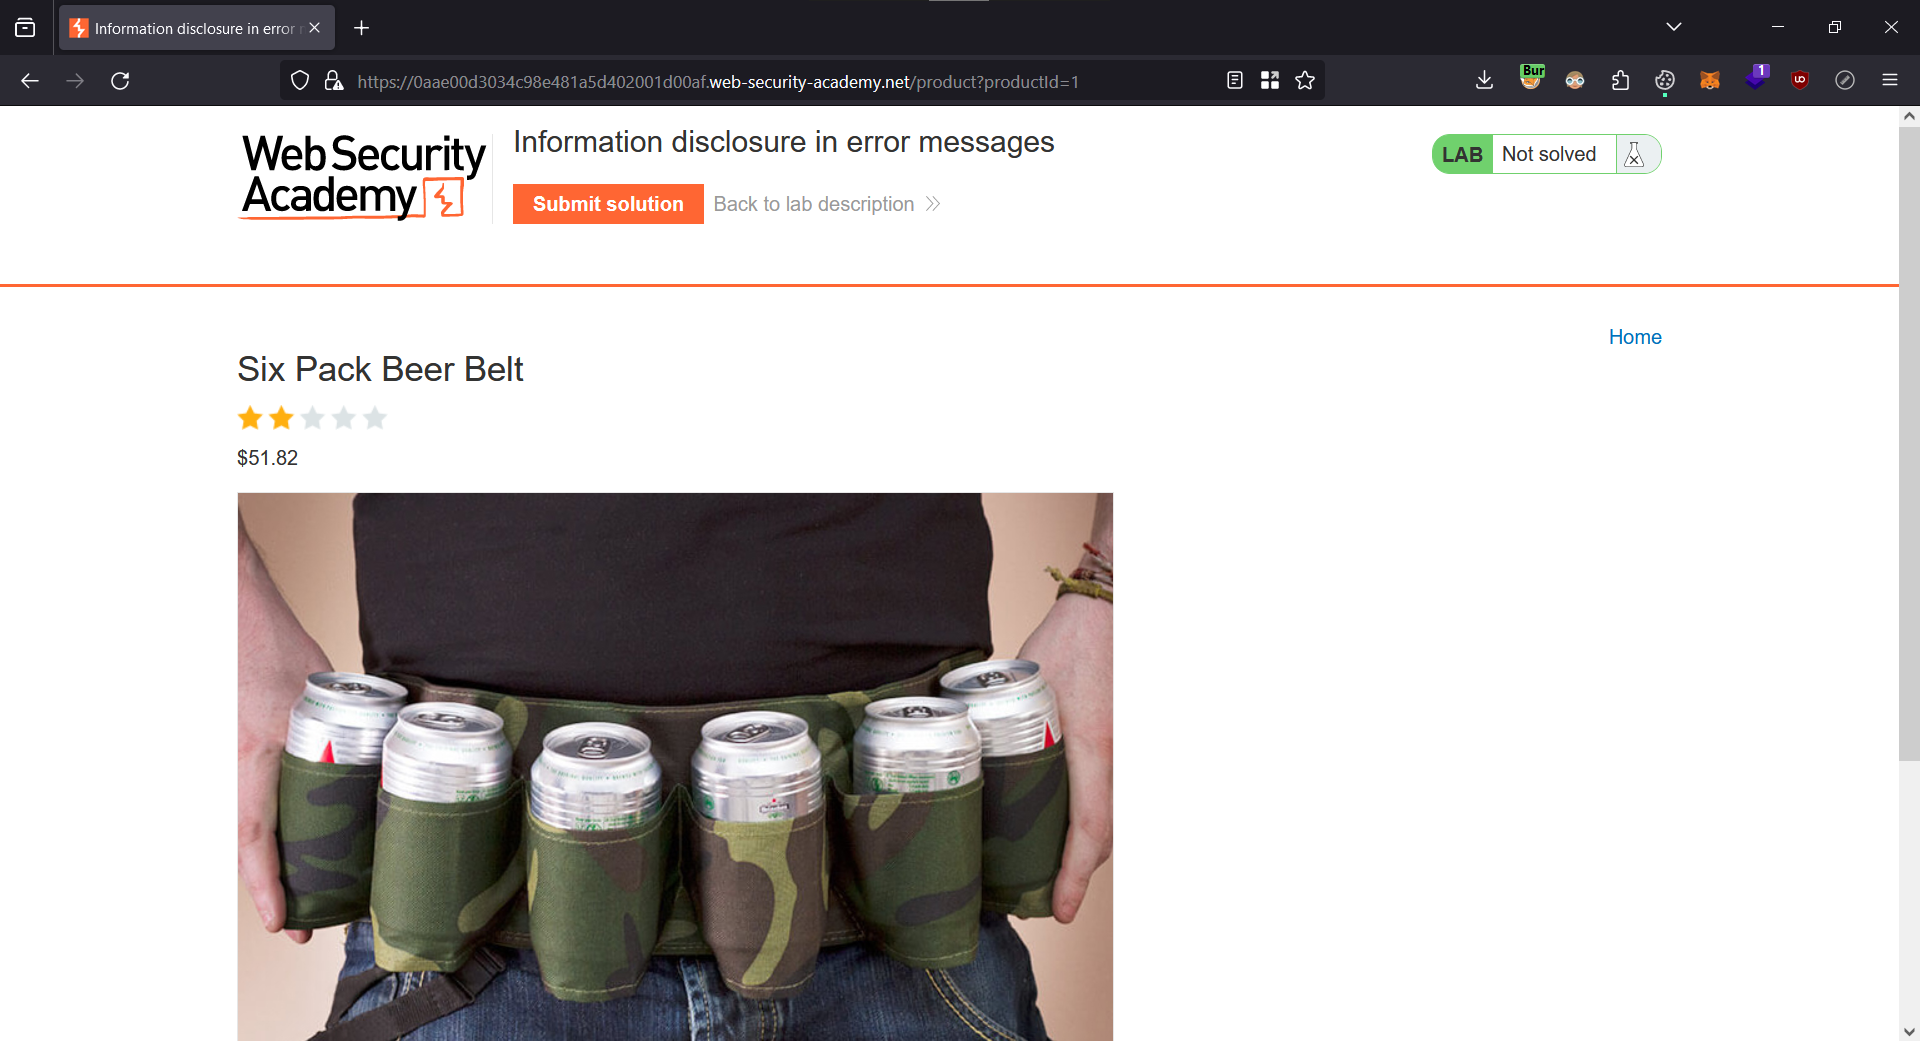 Information disclosure in error
https://0aae00d3034c98e481a5d402001d00af.web-security-academy.net/product?productId=1
Bur
1
Web Security
Academy
Information disclosure in error messages
Submit solution
Back to lab description
LAB
Not solved
Home
Six Pack Beer Belt
$51.82